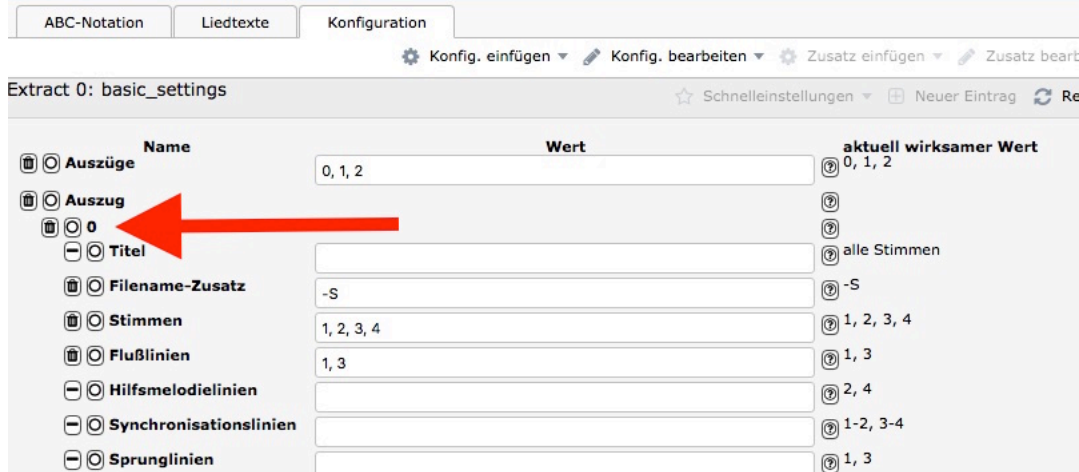 ABC-Notation Liedtexte Konfiguration
Konfig. einfügen Konfig. bearbeiten Zusatz einfügen Zusatz bearb
Extract 0: basic_settings Schnelleinstellungen Neuer Eintrag Re
Name Wert aktuell wirksamer Wert
Auszüge 0, 1, 2 0, 1, 2
Auszug
0
Titel alle Stimmen
Filename-Zusatz -S -S
Stimmen 1, 2, 3, 4 1, 2, 3, 4
Flußlinien 1, 3 1, 3
Hilfsmelodielinien 2, 4
Synchronisationslinien 1-2, 3-4
Sprunglinien 1, 3